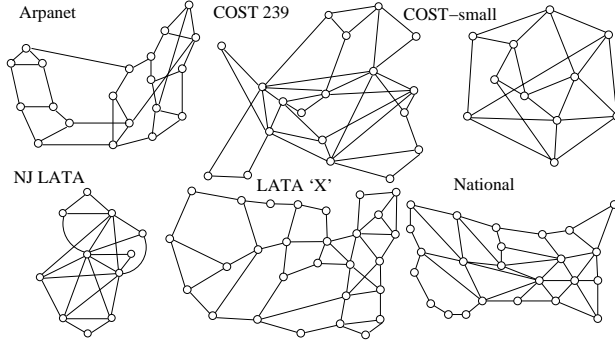 Arpanet
COST 239
COST−small
NJ LATA
LATA ‘X’
National